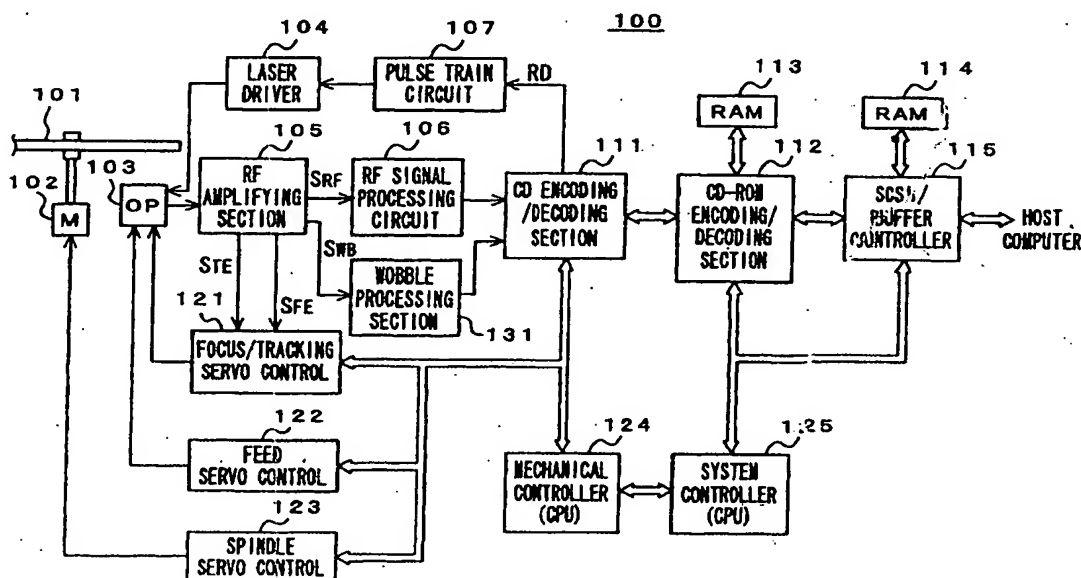 100
104
107
LASER
DRIVER
PULSE TRAIN
CIRCUIT
RD
113
114
RAM
RAM
101
102
103
M
OP
105
RF
AMPLIFYING
SECTION
SRF
106
RF SIGNAL
PROCESSING
CIRCUIT
111
CD ENCODING
/DECODING
SECTION
112
CD-ROM
ENCODING/
DECODING
SECTION
115
BUFFER
CONTROLLER
HOST
COMPUTER
STE
SFE
SWB
WOBBLE
PROCESSING
SECTION
131
121
FOCUS/TRACKING
SERVO CONTROL
122
FEED
SERVO CONTROL
123
SPINDLE
SERVO CONTROL
124
MECHANICAL
CONTROLLER
(CPU)
125
SYSTEM
CONTROLLER
(CPU)